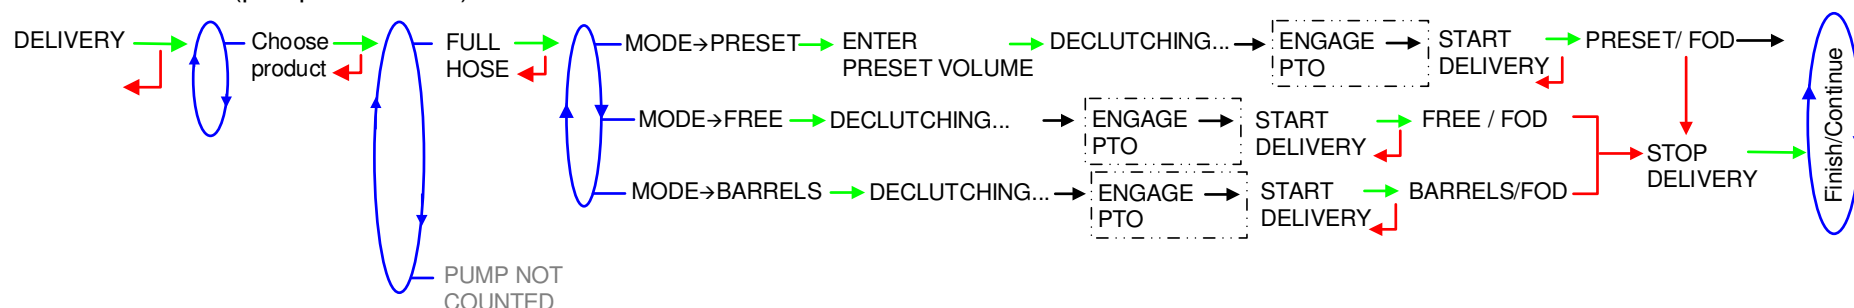 DELIVERY
Choose
product
FULL
HOSE
MODE→PRESET
ENTER
PRESET VOLUME
DECLUTCHING...
ENGAGE
PTO
START
DELIVERY
PRESET/ FOD
MODE→FREE
DECLUTCHING...
ENGAGE
PTO
START
DELIVERY
FREE / FOD
MODE→BARRELS
DECLUTCHING...
ENGAGE
PTO
START
DELIVERY
BARRELS/FOD
STOP
DELIVERY
Finish/Continue
PUMP NOT
COUNTED